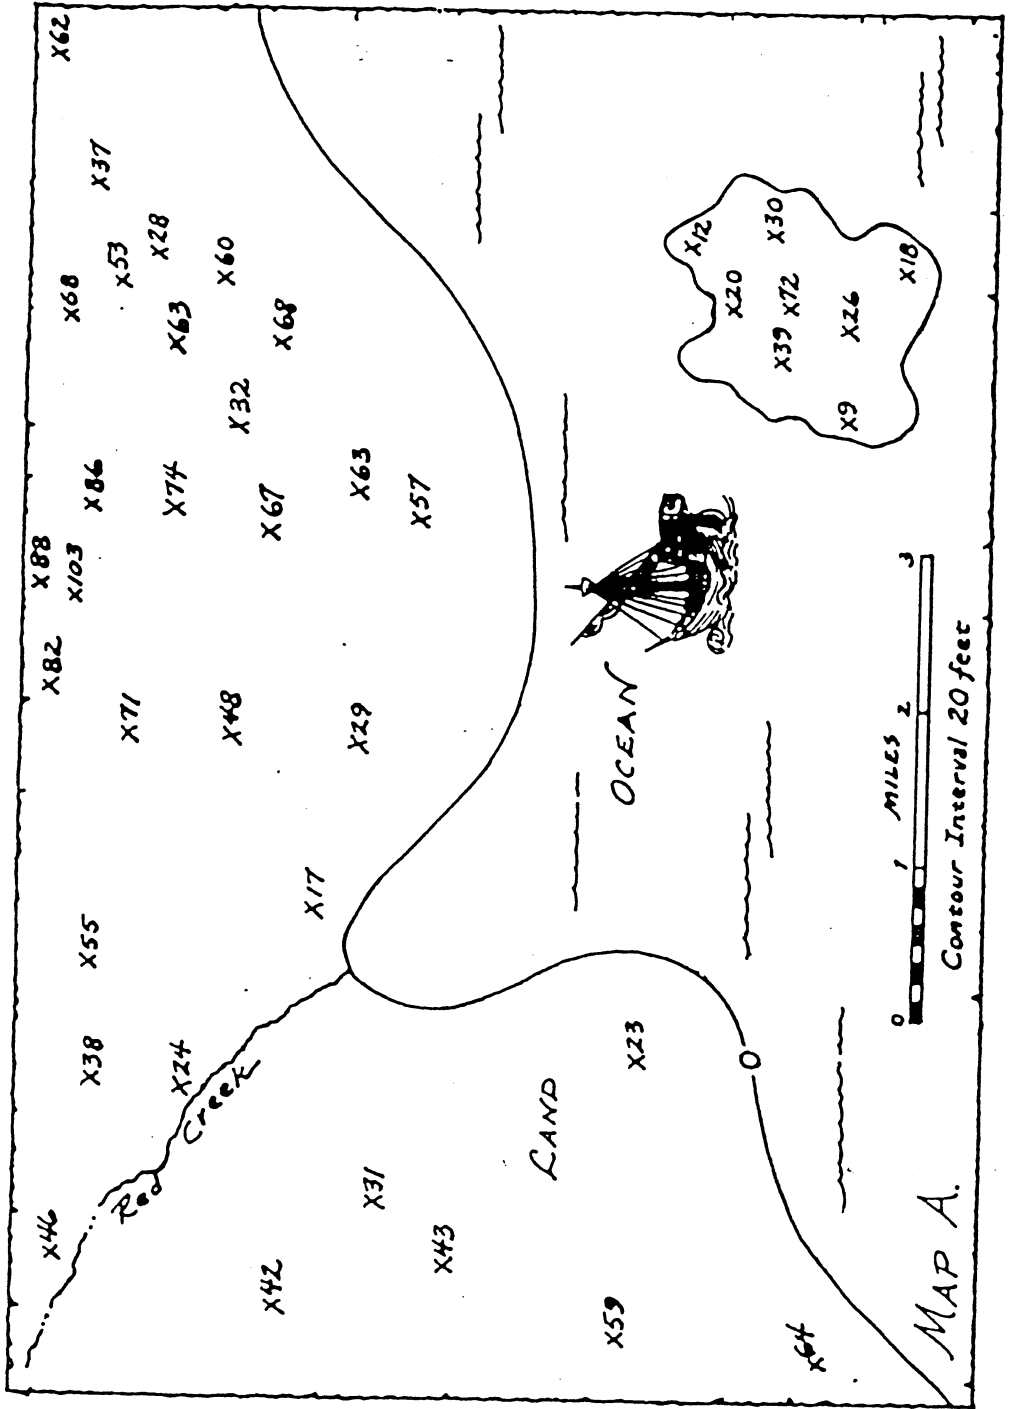 X46
X82
X88
X62
X103
X68
X38
X55
X86
X37
X71
X53
Red Creek
X24
X74
X63
X28
X48
X32
X60
X42
X67
X68
X17
X29
X63
X31
X57
X43
LAND
X59
X23
OCEAN
X12
X20
0
X39
X72
X30
X64
X9
X26
X18
MILES
0 1 2 3
Contour Interval 20 feet
MAP A.